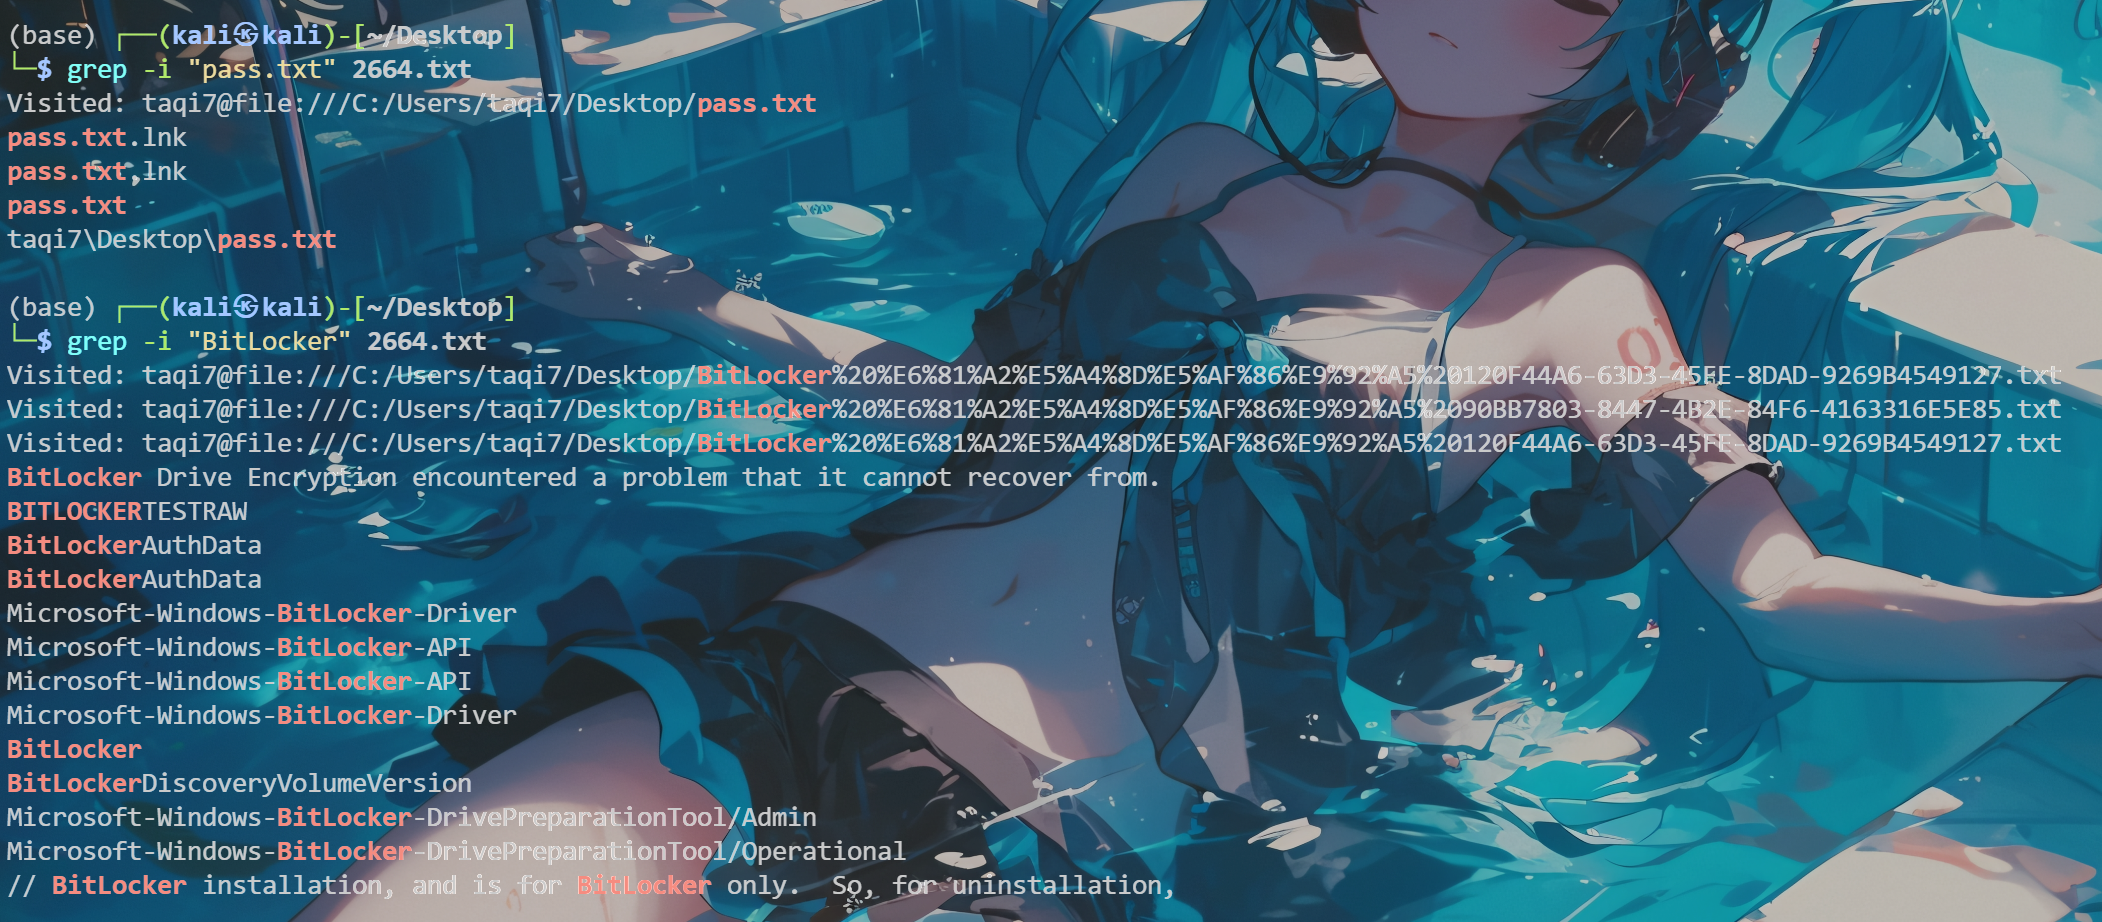 (base) ┌──(kali㉿kali)-[~/Desktop]
└─$ grep -i "pass.txt" 2664.txt
Visited: taqi7@file:///C:/Users/taqi7/Desktop/pass.txt
pass.txt.lnk
pass.txt.lnk
pass.txt
taqi7\Desktop\pass.txt
(base) ┌──(kali㉿kali)-[~/Desktop]
└─$ grep -i "BitLocker" 2664.txt
Visited: taqi7@file:///C:/Users/taqi7/Desktop/BitLocker%20%E6%81%A2%E5%A4%8D%E5%AF%86%E9%92%A5%20120F44A6-63D3-45FE-8DAD-9269B4549127.txt
Visited: taqi7@file:///C:/Users/taqi7/Desktop/BitLocker%20%E6%81%A2%E5%A4%8D%E5%AF%86%E9%92%A5%2090BB7803-8447-4B2E-84F6-4163316E5E85.txt
Visited: taqi7@file:///C:/Users/taqi7/Desktop/BitLocker%20%E6%81%A2%E5%A4%8D%E5%AF%86%E9%92%A5%20120F44A6-63D3-45FE-8DAD-9269B4549127.txt
BitLocker Drive Encryption encountered a problem that it cannot recover from.
BITLOCKERTESTRAW
BitLockerAuthData
BitLockerAuthData
Microsoft-Windows-BitLocker-Driver
Microsoft-Windows-BitLocker-API
Microsoft-Windows-BitLocker-API
Microsoft-Windows-BitLocker-Driver
BitLocker
BitLockerDiscoveryVolumeVersion
Microsoft-Windows-BitLocker-DrivePreparationTool/Admin
Microsoft-Windows-BitLocker-DrivePreparationTool/Operational
// BitLocker installation, and is for BitLocker only.  So, for uninstallation,